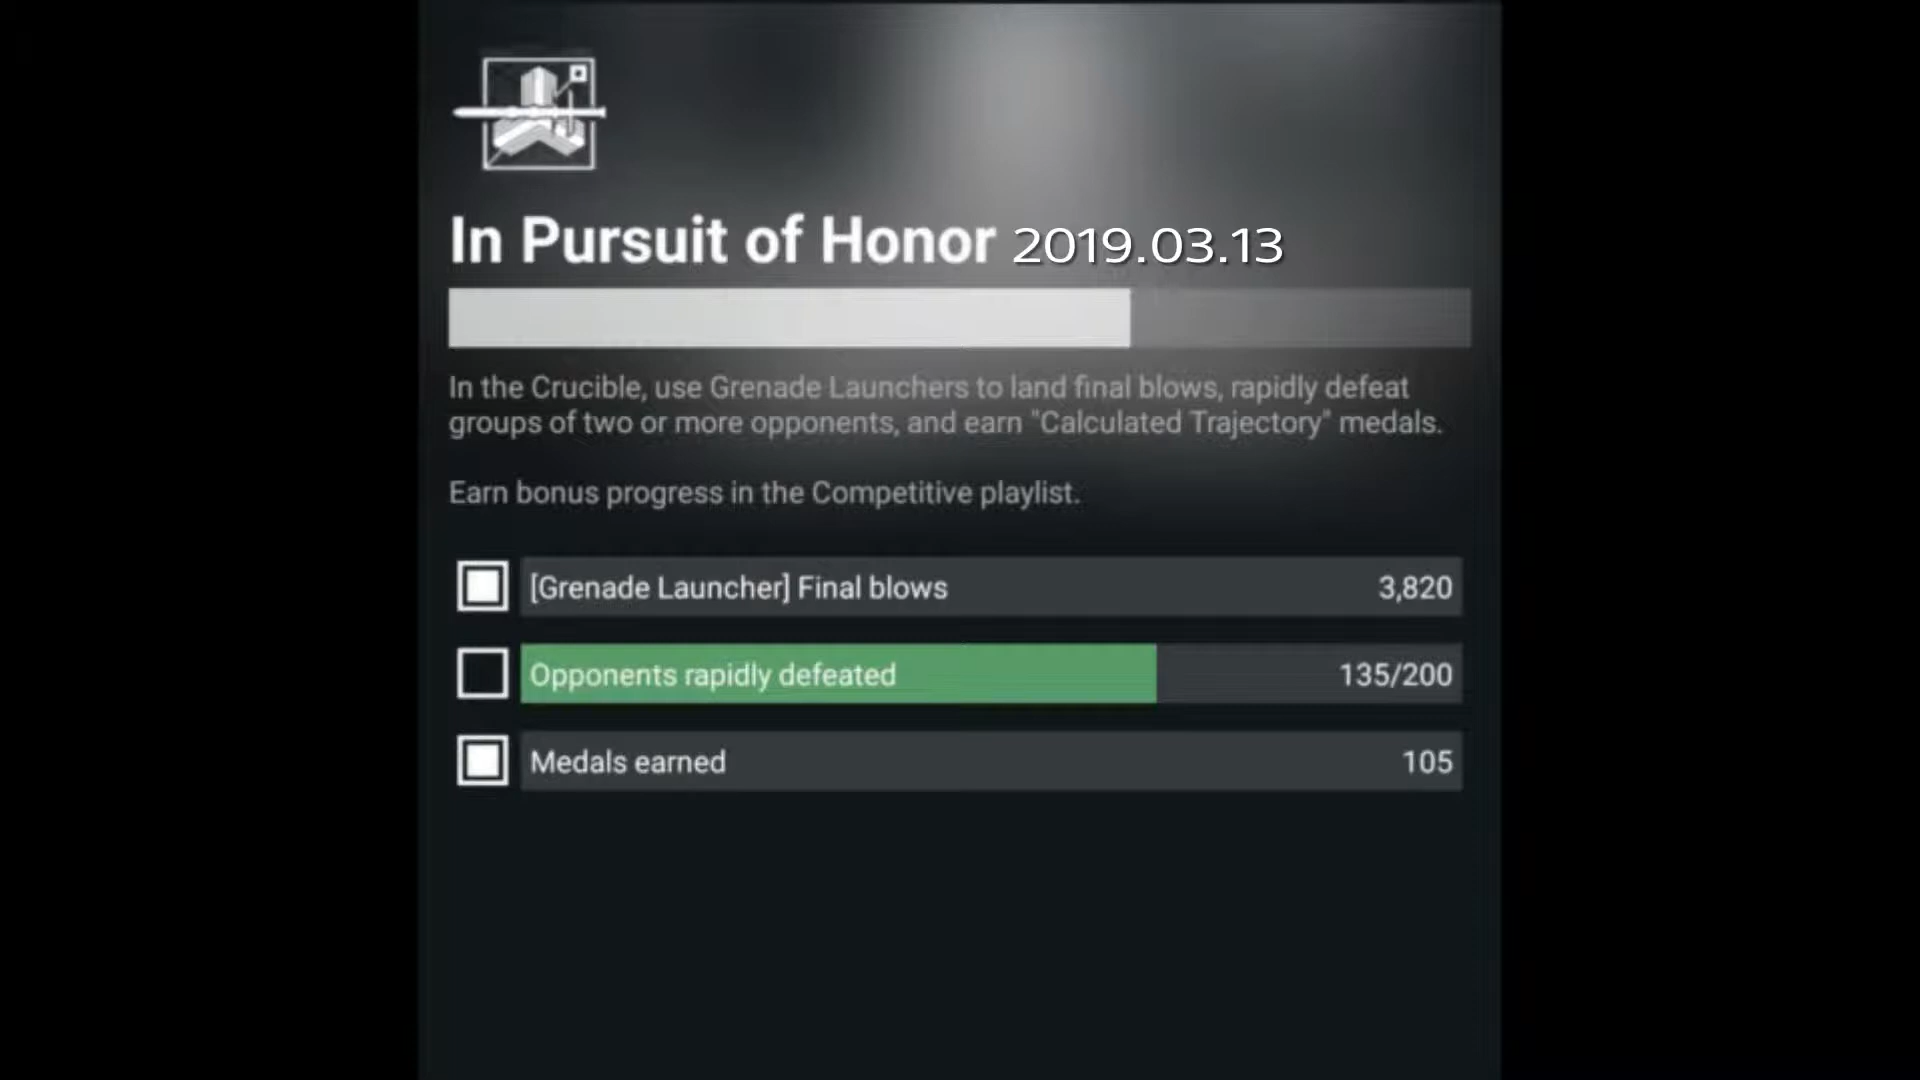 In Pursuit of Honor 2019.03.13
In the Crucible, use Grenade Launchers to land final blows, rapidly defeat
groups of two or more opponents, and earn "Calculated Trajectory" medals.
Earn bonus progress in the Competitive playlist.
[Grenade Launcher] Final blows 3,820
Opponents rapidly defeated 135/200
Medals earned 105